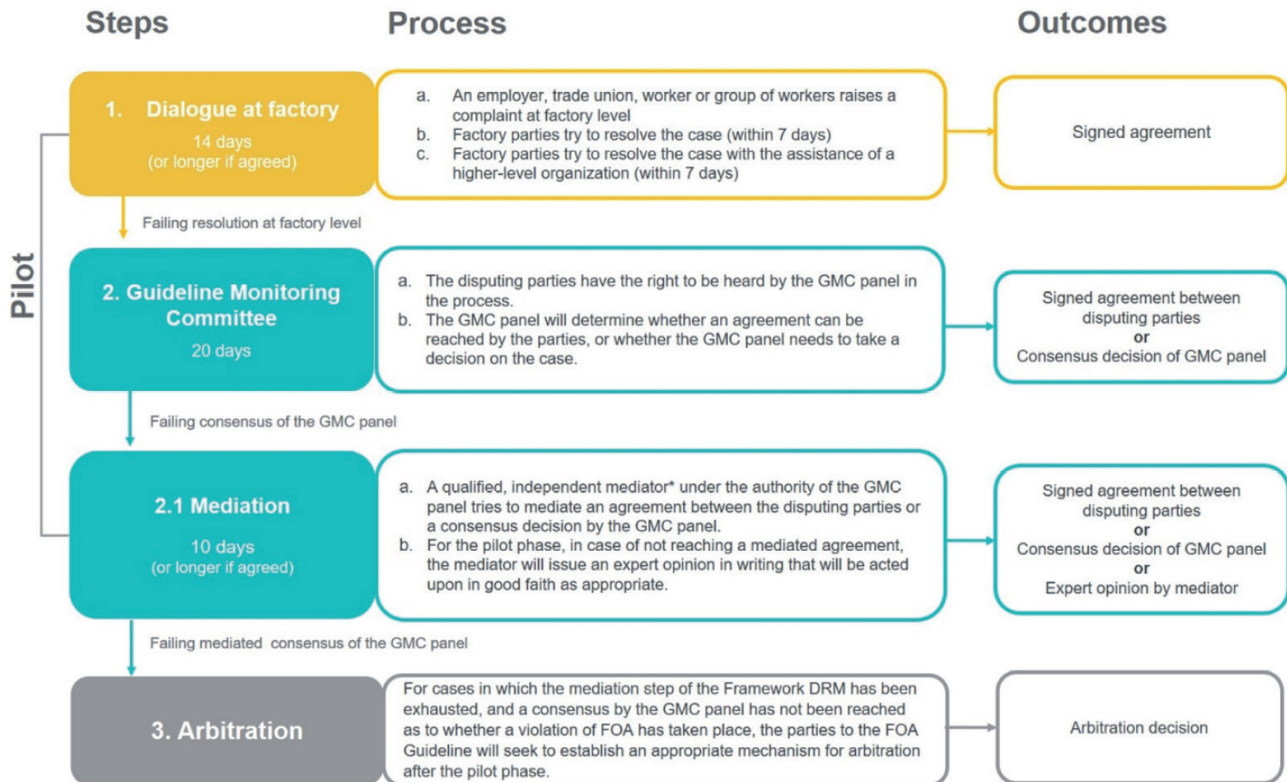 Steps
Process
Outcomes
Pilot
1. Dialogue at factory
14 days
(or longer if agreed)
a. An employer, trade union, worker or group of workers raises a
complaint at factory level
b. Factory parties try to resolve the case (within 7 days)
c. Factory parties try to resolve the case with the assistance of a
higher-level organization (within 7 days)
Signed agreement
Failing resolution at factory level
2. Guideline Monitoring
Committee
20 days
a. The disputing parties have the right to be heard by the GMC panel in
the process.
b. The GMC panel will determine whether an agreement can be
reached by the parties, or whether the GMC panel needs to take a
decision on the case.
Signed agreement between
disputing parties
or
Consensus decision of GMC panel
Failing consensus of the GMC panel
2.1 Mediation
10 days
(or longer if agreed)
a. A qualified, independent mediator* under the authority of the GMC
panel tries to mediate an agreement between the disputing parties or
a consensus decision by the GMC panel.
b. For the pilot phase, in case of not reaching a mediated agreement,
the mediator will issue an expert opinion in writing that will be acted
upon in good faith as appropriate.
Signed agreement between
disputing parties
or
Consensus decision of GMC panel
or
Expert opinion by mediator
Failing mediated consensus of the GMC panel
3. Arbitration
For cases in which the mediation step of the Framework DRM has been
exhausted, and a consensus by the GMC panel has not been reached
as to whether a violation of FOA has taken place, the parties to the FOA
Guideline will seek to establish an appropriate mechanism for arbitration
after the pilot phase.
Arbitration decision